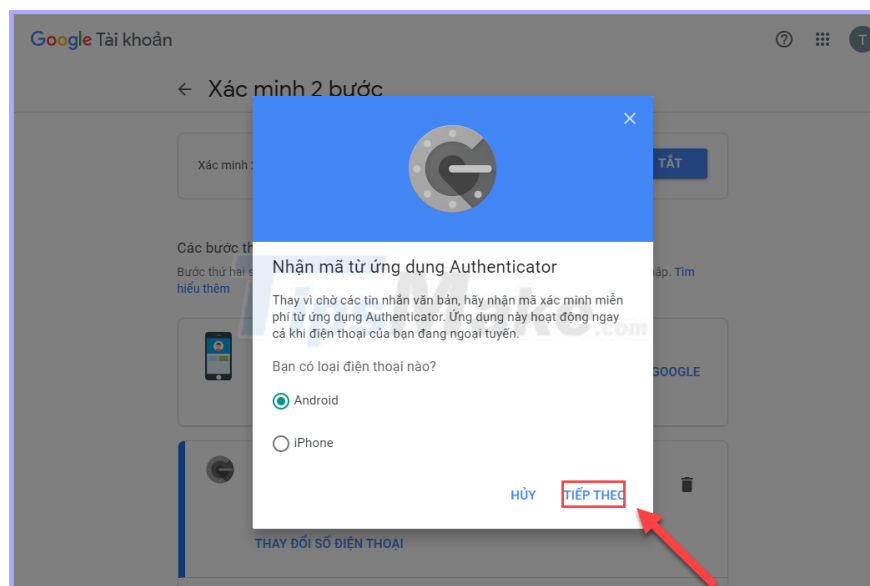 Google Tài khoản
T
← Xác minh 2 bước
Xác minh
TẮT
Các bước th
Bước thứ hai s
ập. Tìm
hiểu thêm
Nhận mã từ ứng dụng Authenticator
Thay vì chờ các tin nhắn văn bản, hãy nhận mã xác minh miễn
phí từ ứng dụng Authenticator. Ứng dụng này hoạt động ngay
cả khi điện thoại của bạn đang ngoại tuyến.
TipsMake.com
Bạn có loại điện thoại nào?
GOOGLE
Android
iPhone
HỦY
TIẾP THEO
THAY ĐỔI SỐ ĐIỆN THOẠI